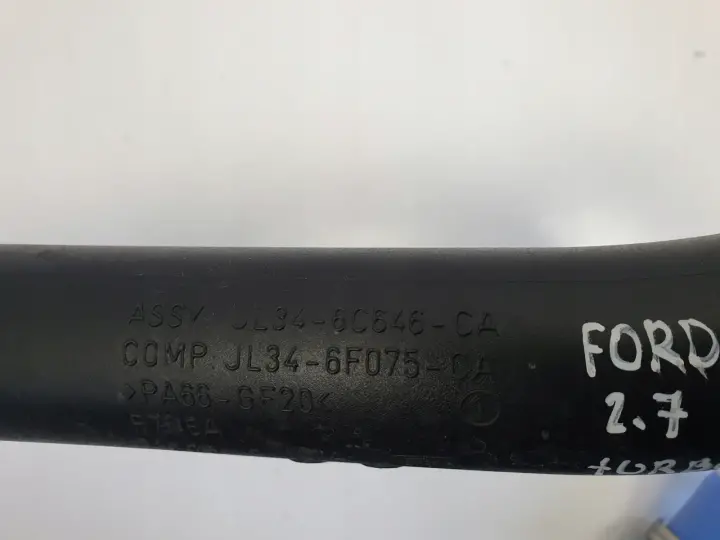 ASSY JL34-6C646-CA
COMP. JL34-6F075-CA
>PA66-GF20<
FORD
2.7